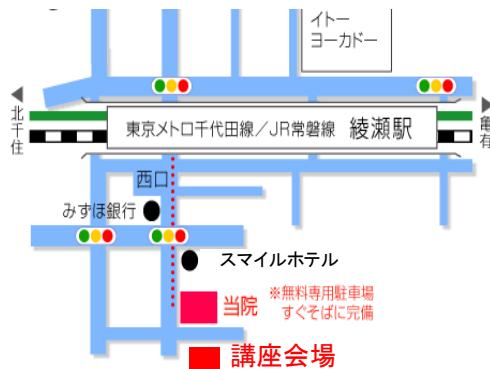 イトー
ヨーカドー
北千住
東京メトロ千代田線／JR常磐線 綾瀬駅
亀有
西口
みずほ銀行
スマイルホテル
当院
※無料専用駐車場
すぐそばに完備
講座会場